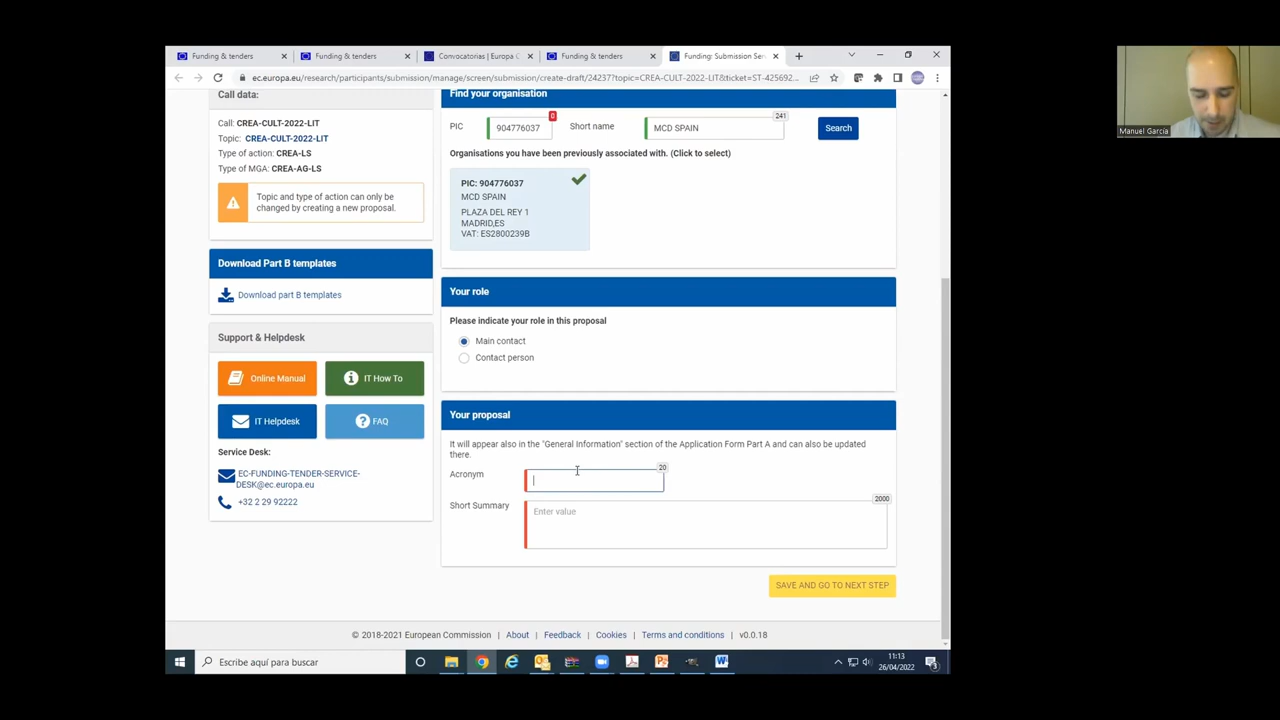 Funding & tenders
Funding & tenders
Convocatorias | Europa C
Funding & tenders
Funding: Submission Ser
ec.europa.eu/research/participants/submission/manage/screen/submission/create-draft/24237?topic=CREA-CULT-2022-LIT&ticket=ST-425692...
Call data:
Call: CREA-CULT-2022-LIT
Topic: CREA-CULT-2022-LIT
Type of action: CREA-LS
Type of MGA: CREA-AG-LS
Topic and type of action can only be
changed by creating a new proposal.
Download Part B templates
Download part B templates
Support & Helpdesk
Online Manual
IT How To
IT Helpdesk
FAQ
Service Desk:
EC-FUNDING-TENDER-SERVICE-
DESK@ec.europa.eu
+32 2 29 92222
Find your organisation
PIC
904776037
0
Short name
MCD SPAIN
241
Search
Organisations you have been previously associated with. (Click to select)
PIC: 904776037
MCD SPAIN
PLAZA DEL REY 1
MADRID,ES
VAT: ES2800239B
Your role
Please indicate your role in this proposal
Main contact
Contact person
Your proposal
It will appear also in the "General Information" section of the Application Form Part A and can also be updated
there.
Acronym
20
Short Summary
Enter value
2000
SAVE AND GO TO NEXT STEP
© 2018-2021 European Commission | About | Feedback | Cookies | Terms and conditions | v0.0.18
Escribe aquí para buscar
11:13
26/04/2022
3
Manuel García